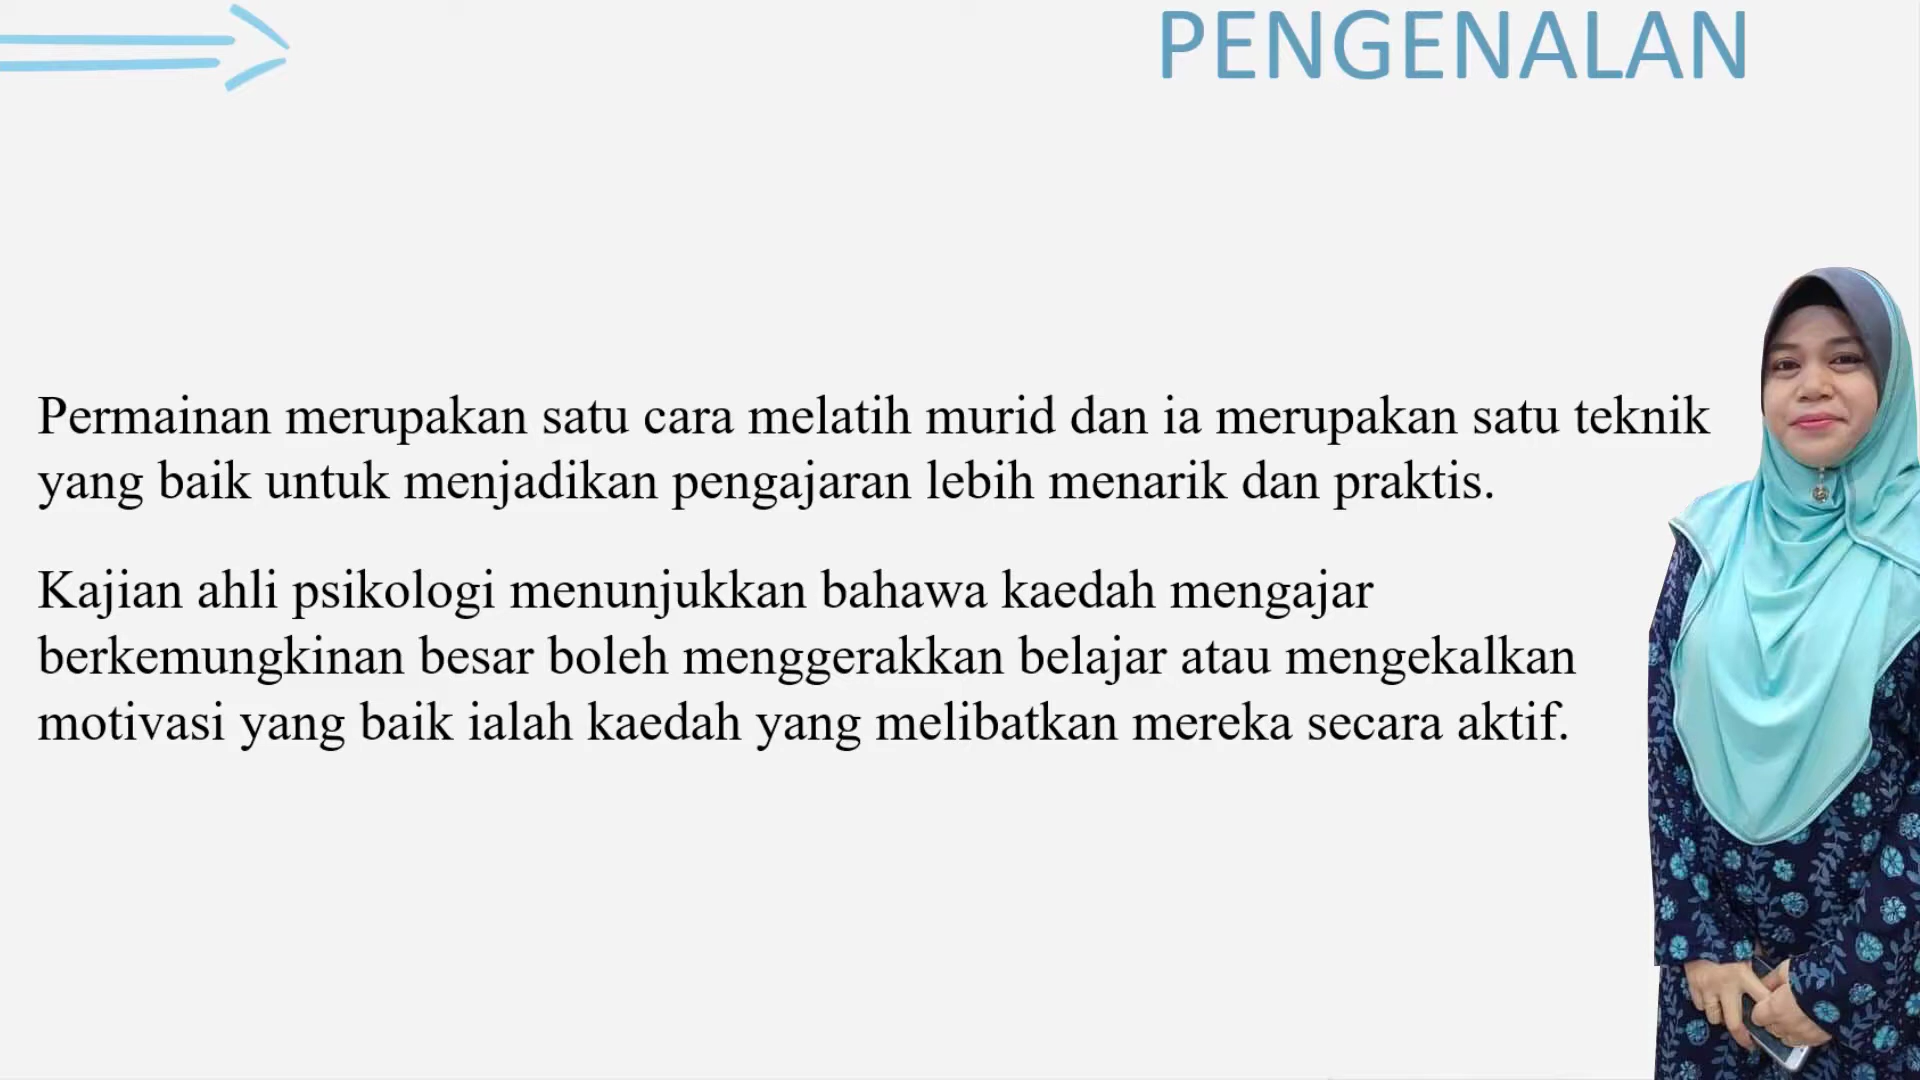 PENGENALAN
Permainan merupakan satu cara melatih murid dan ia merupakan satu teknik
yang baik untuk menjadikan pengajaran lebih menarik dan praktis.
Kajian ahli psikologi menunjukkan bahawa kaedah mengajar
berkemungkinan besar boleh menggerakkan belajar atau mengekalkan
motivasi yang baik ialah kaedah yang melibatkan mereka secara aktif.